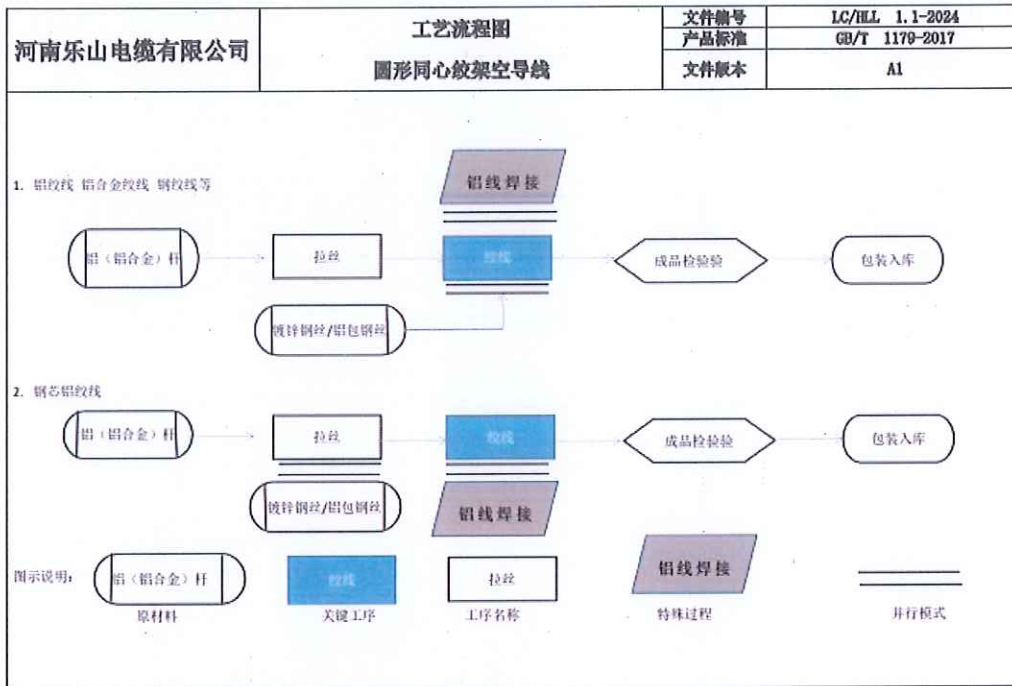 河南乐山电缆有限公司
工艺流程图
圆形同心绞架空导线
文件编号 LC/HLL 1.1-2024
产品标准 GB/T 1179-2017
文件版本 A1
1. 铝绞线 铝合金绞线 钢绞线等
铝线焊接
铝（铝合金）杆 拉丝 绞线 成品检验验 包装入库
镀锌钢丝/铝包钢丝
2. 钢芯铝绞线
铝（铝合金）杆 拉丝 绞线 成品检验验 包装入库
镀锌钢丝/铝包钢丝 铝线焊接
图示说明： 铝（铝合金）杆 绞线 拉丝 铝线焊接
原材料 关键工序 工序名称 特殊过程 并行模式